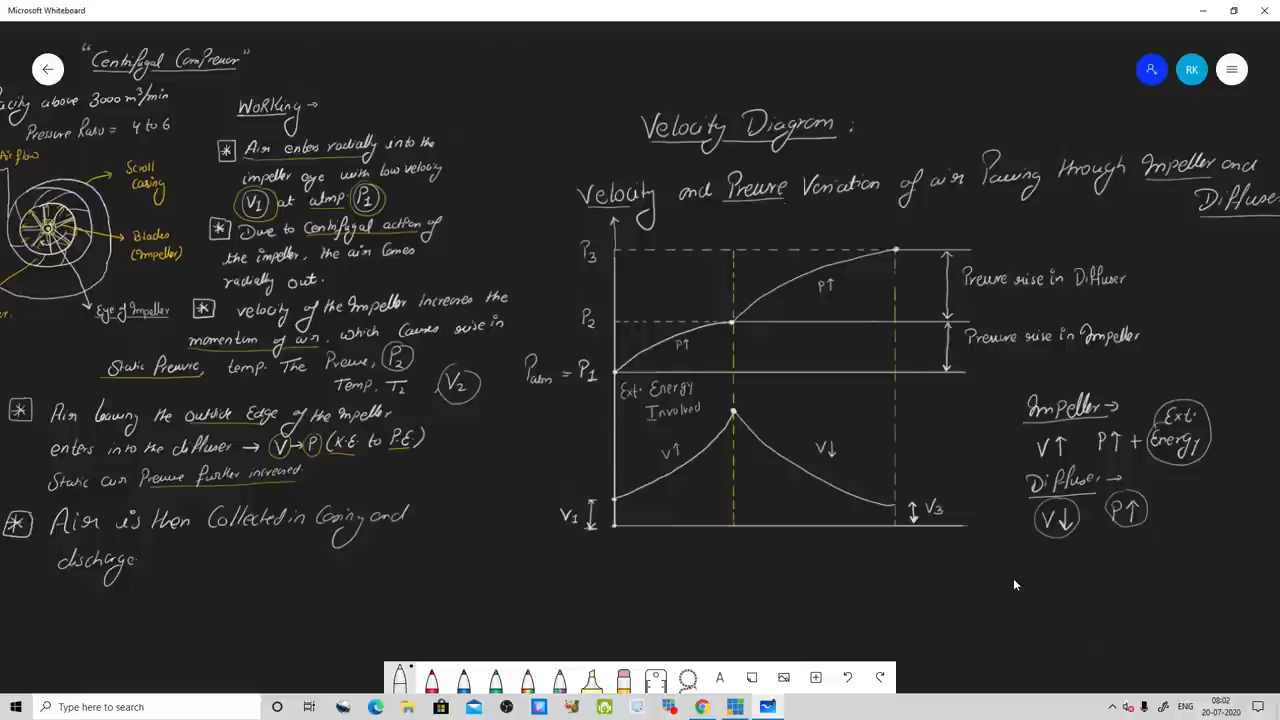 Microsoft Whiteboard
"Centrifugal Compressor"
RK
acity above 3000 m³/min
Pressure Ratio = 4 to 6
Air flow
Scroll
Casing
Blades
(impeller)
Eye of Impeller
WORKing →
* Air enters radially into the
impeller eye with low velocity
V1 at atmp P1
* Due to Centrifugal action of
the impeller, the air Comes
radially out.
* velocity of the Impeller Increases the
momentum of air, which Causes rise in
Static Pressure, temp. The Pressure, P2
Temp, T2, V2
* Air leaving the outside Edge of the impeller
enters into the diffuser → V → P (K.E. to P.E.)
Static air Pressure further increased.
* Air is then Collected in Casing and
discharge
Velocity Diagram :
Velocity and Pressure Variation of air Passing through Impeller and
Diffuser
P3
P2
Patm = P1
P↑
P↑
Pressure rise in Diffuser
Pressure rise in Impeller
Ext. Energy
Involved
V↑
V↓
V1
V3
Impeller →
V↑ P↑ + Ext. Energy
Diffuser →
V↓ P↑
Type here to search
ENG
08:02
20-07-2020